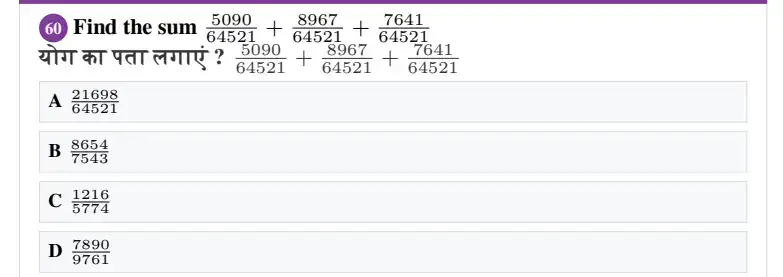 60 Find the sum 5090/64521 + 8967/64521 + 7641/64521
योग का पता लगाएं ? 5090/64521 + 8967/64521 + 7641/64521
A 21698/64521
B 8654/7543
C 1216/5774
D 7890/9761